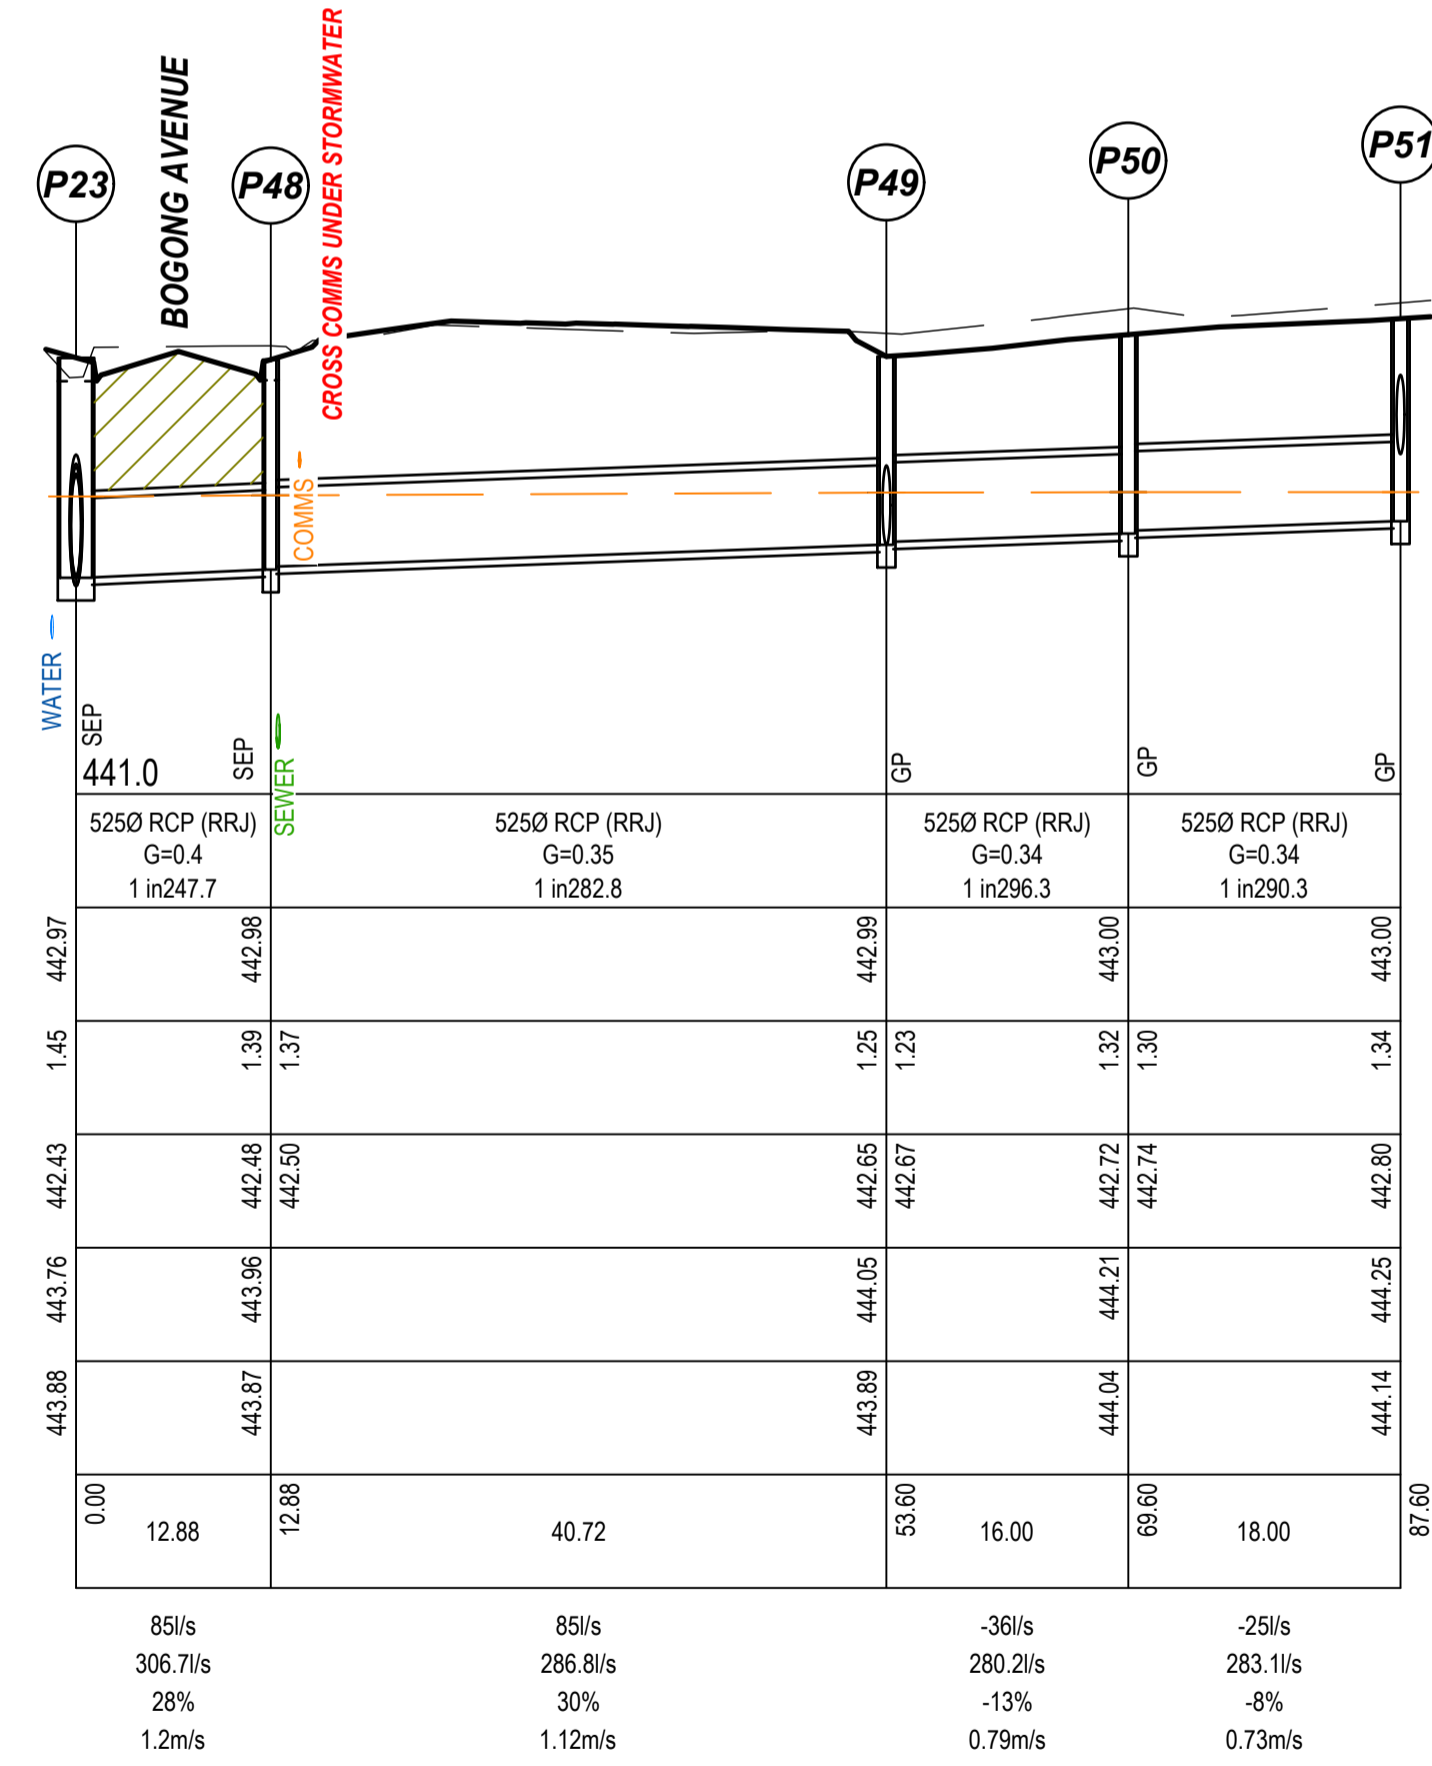 BOGONG AVENUE
CROSS COMMS UNDER STORMWATER
P23
P48
P49
P50
P51
COMMS
WATER
SEP
SEP
SEWER
GP
GP
GP
441.0
525Ø RCP (RRJ)
G=0.4
1 in247.7
525Ø RCP (RRJ)
G=0.35
1 in282.8
525Ø RCP (RRJ)
G=0.34
1 in296.3
525Ø RCP (RRJ)
G=0.34
1 in290.3
442.97 442.98 442.99 443.00 443.00
1.45 1.39 1.37 1.25 1.23 1.32 1.30 1.34
442.43 442.48 442.50 442.65 442.67 442.72 442.74 442.80
443.76 443.96 444.05 444.21 444.25
443.88 443.87 443.89 444.04 444.14
0.00 12.88 53.60 69.60 87.60
12.88 40.72 16.00 18.00
85l/s 85l/s -36l/s -25l/s
306.7l/s 286.8l/s 280.2l/s 283.1l/s
28% 30% -13% -8%
1.2m/s 1.12m/s 0.79m/s 0.73m/s